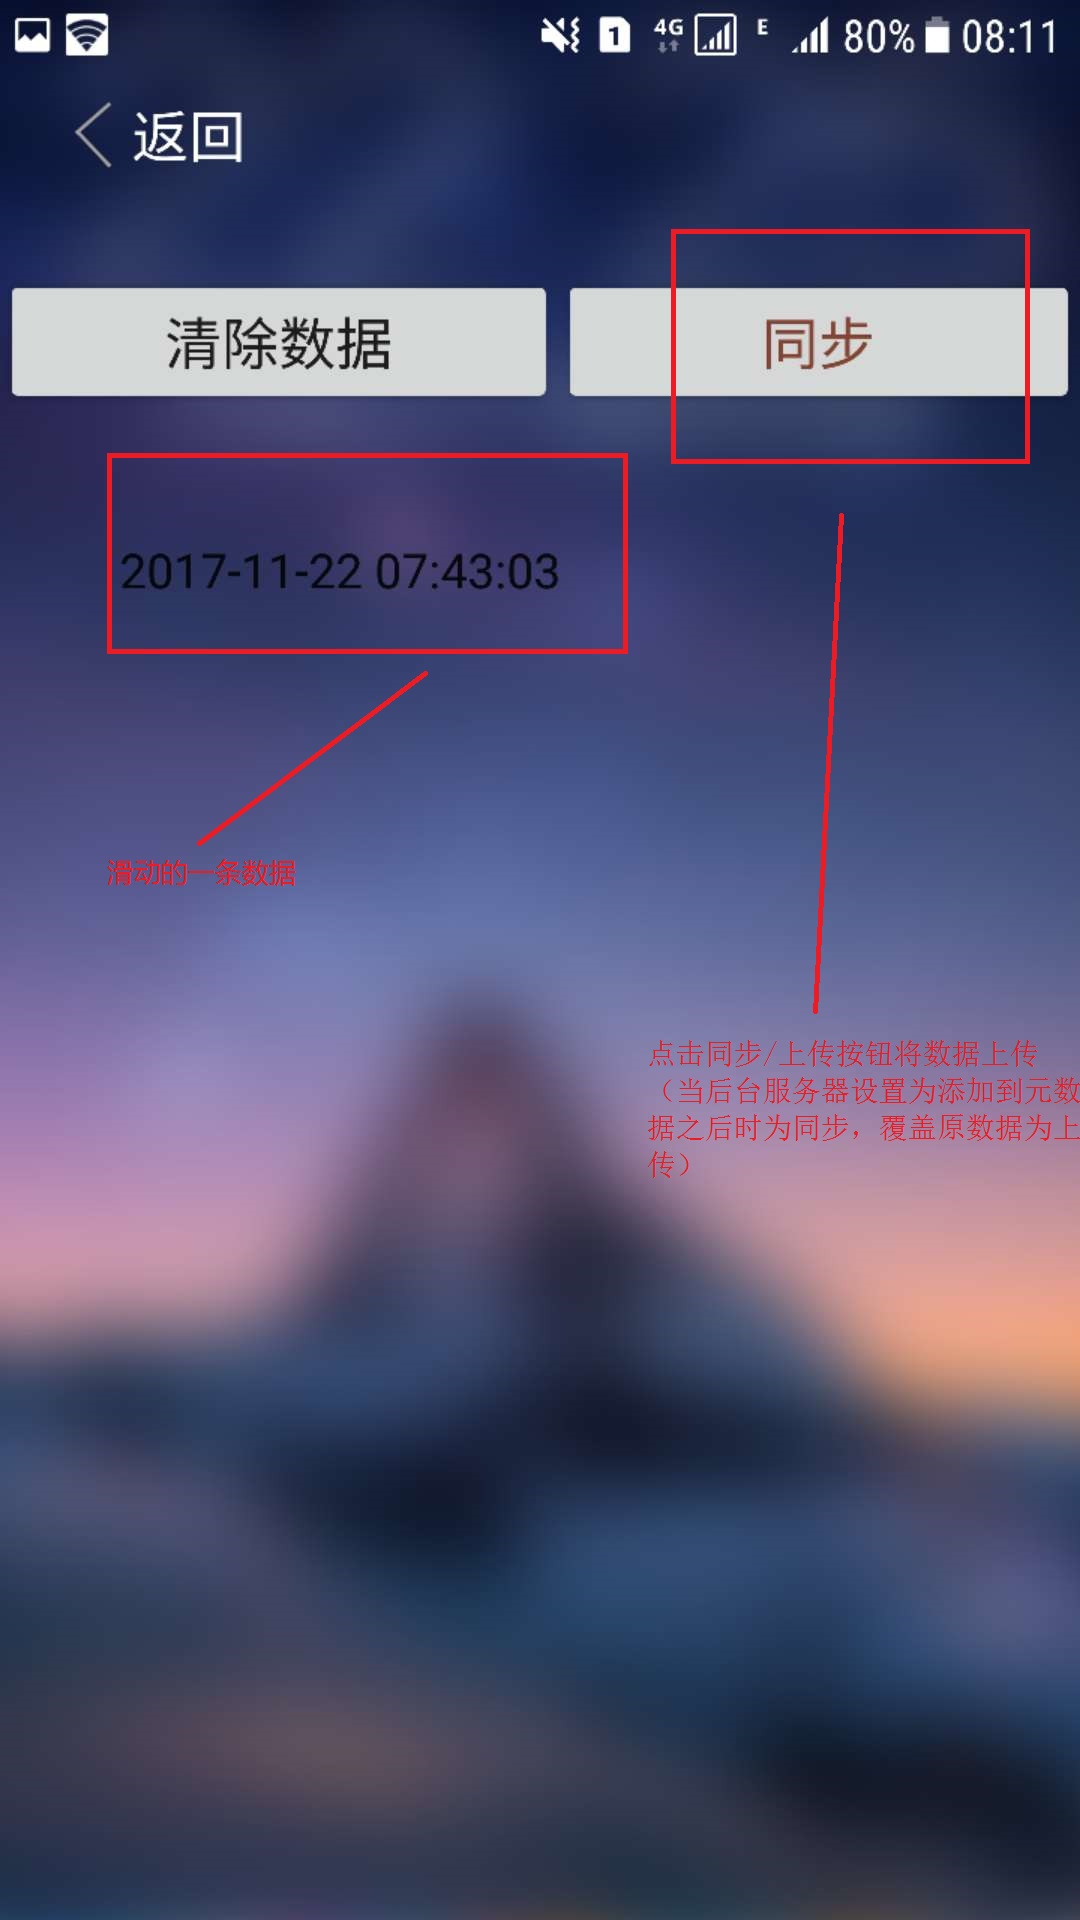 1 4G E 80% 08:11
返回
清除数据 同步
2017-11-22 07:43:03
滑动的一条数据
点击同步/上传按钮将数据上传
（当后台服务器设置为添加到元数
据之后时为同步，覆盖原数据为上
传）